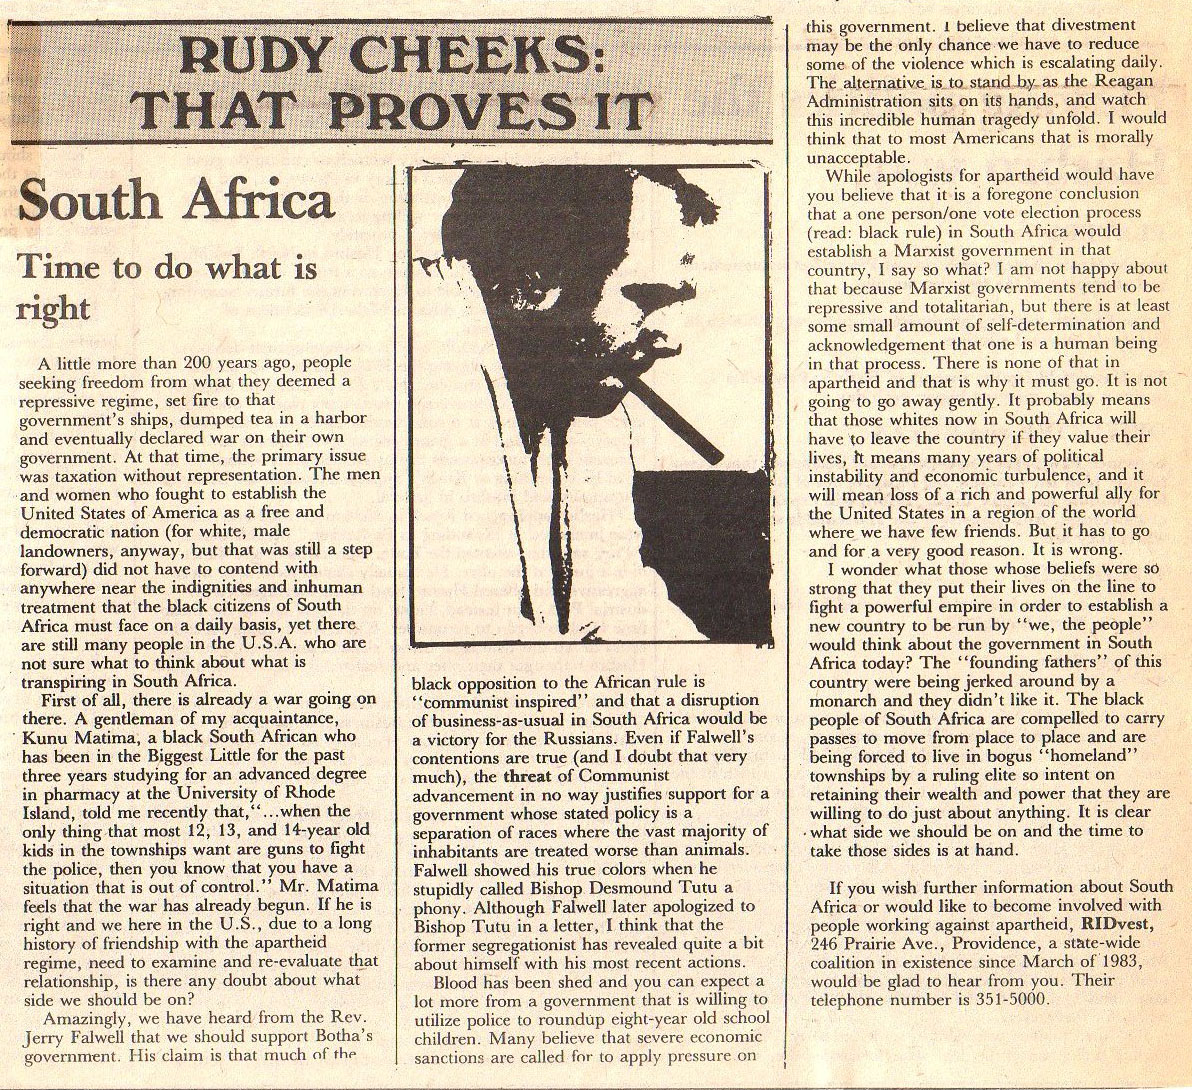 RUDY CHEEKS:
THAT PROVES IT
South Africa
Time to do what is
right
A little more than 200 years ago, people
seeking freedom from what they deemed a
repressive regime, set fire to that
government's ships, dumped tea in a harbor
and eventually declared war on their own
government. At that time, the primary issue
was taxation without representation. The men
and women who fought to establish the
United States of America as a free and
democratic nation (for white, male
landowners, anyway, but that was still a step
forward) did not have to contend with
anywhere near the indignities and inhuman
treatment that the black citizens of South
Africa must face on a daily basis, yet there
are still many people in the U.S.A. who are
not sure what to think about what is
transpiring in South Africa.
First of all, there is already a war going on
there. A gentleman of my acquaintance,
Kunu Matima, a black South African who
has been in the Biggest Little for the past
three years studying for an advanced degree
in pharmacy at the University of Rhode
Island, told me recently that,“...when the
only thing that most 12, 13, and 14-year old
kids in the townships want are guns to fight
the police, then you know that you have a
situation that is out of control.” Mr. Matima
feels that the war has already begun. If he is
right and we here in the U.S., due to a long
history of friendship with the apartheid
regime, need to examine and re-evaluate that
relationship, is there any doubt about what
side we should be on?
Amazingly, we have heard from the Rev.
Jerry Falwell that we should support Botha's
government. His claim is that much of the
black opposition to the African rule is
“communist inspired” and that a disruption
of business-as-usual in South Africa would be
a victory for the Russians. Even if Falwell's
contentions are true (and I doubt that very
much), the threat of Communist
advancement in no way justifies support for a
government whose stated policy is a
separation of races where the vast majority of
inhabitants are treated worse than animals.
Falwell showed his true colors when he
stupidly called Bishop Desmond Tutu a
phony. Although Falwell later apologized to
Bishop Tutu in a letter, I think that the
former segregationist has revealed quite a bit
about himself with his most recent actions.
Blood has been shed and you can expect a
lot more from a government that is willing to
utilize police to roundup eight-year old school
children. Many believe that severe economic
sanctions are called for to apply pressure on
this government. I believe that divestment
may be the only chance we have to reduce
some of the violence which is escalating daily.
The alternative is to stand by as the Reagan
Administration sits on its hands, and watch
this incredible human tragedy unfold. I would
think that to most Americans that is morally
unacceptable.
While apologists for apartheid would have
you believe that it is a foregone conclusion
that a one person/one vote election process
(read: black rule) in South Africa would
establish a Marxist government in that
country, I say so what? I am not happy about
that because Marxist governments tend to be
repressive and totalitarian, but there is at least
some small amount of self-determination and
acknowledgement that one is a human being
in that process. There is none of that in
apartheid and that is why it must go. It is not
going to go away gently. It probably means
that those whites now in South Africa will
have to leave the country if they value their
lives, it means many years of political
instability and economic turbulence, and it
will mean loss of a rich and powerful ally for
the United States in a region of the world
where we have few friends. But it has to go
and for a very good reason. It is wrong.
I wonder what those whose beliefs were so
strong that they put their lives on the line to
fight a powerful empire in order to establish a
new country to be run by “we, the people”
would think about the government in South
Africa today? The “founding fathers” of this
country were being jerked around by a
monarch and they didn't like it. The black
people of South Africa are compelled to carry
passes to move from place to place and are
being forced to live in bogus “homeland”
townships by a ruling elite so intent on
retaining their wealth and power that they are
willing to do just about anything. It is clear
what side we should be on and the time to
take those sides is at hand.
If you wish further information about South
Africa or would like to become involved with
people working against apartheid, RIDvest,
246 Prairie Ave., Providence, a state-wide
coalition in existence since March of 1983,
would be glad to hear from you. Their
telephone number is 351-5000.